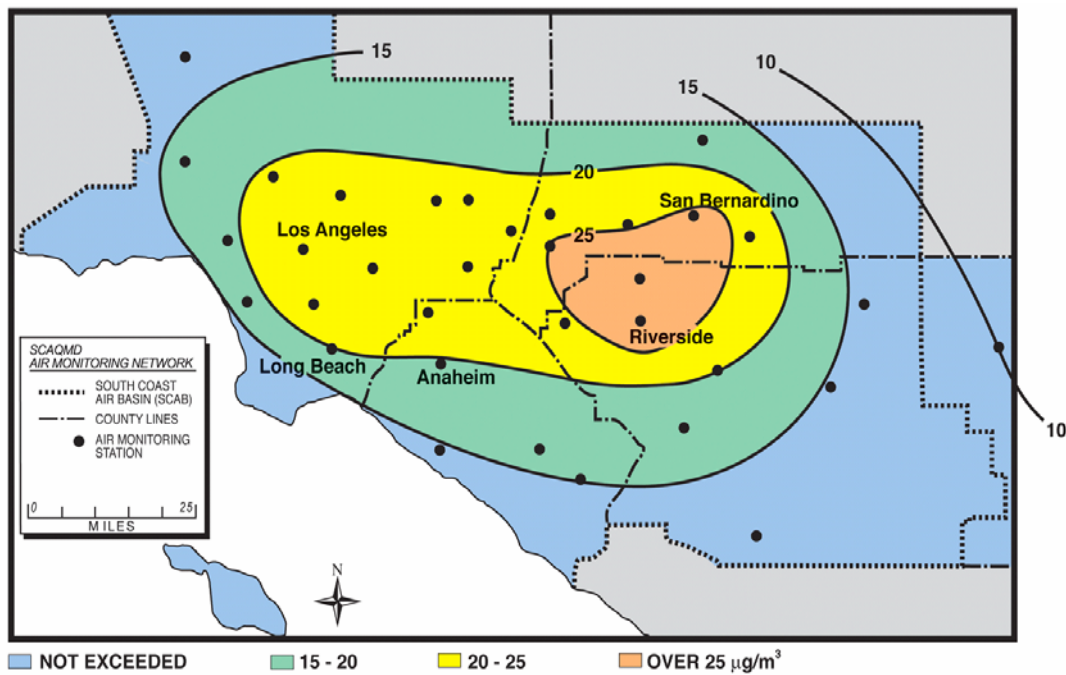 15
10
15
20
San Bernardino
25
Los Angeles
Riverside
Long Beach
Anaheim
10
SCAQMD
AIR MONITORING NETWORK
SOUTH COAST
AIR BASIN (SCAB)
COUNTY LINES
AIR MONITORING
STATION
0 25
MILES
N
NOT EXCEEDED 15 - 20 20 - 25 OVER 25 µg/m³